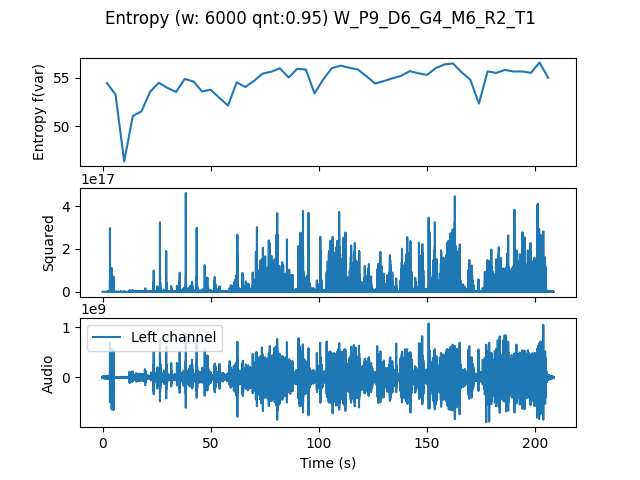 Entropy (w: 6000 qnt:0.95) W_P9_D6_G4_M6_R2_T1
Entropy f(var)
55
50
1e17
Squared
4
2
0
1e9
Audio
1
0
Left channel
0
50
100
150
200
Time (s)